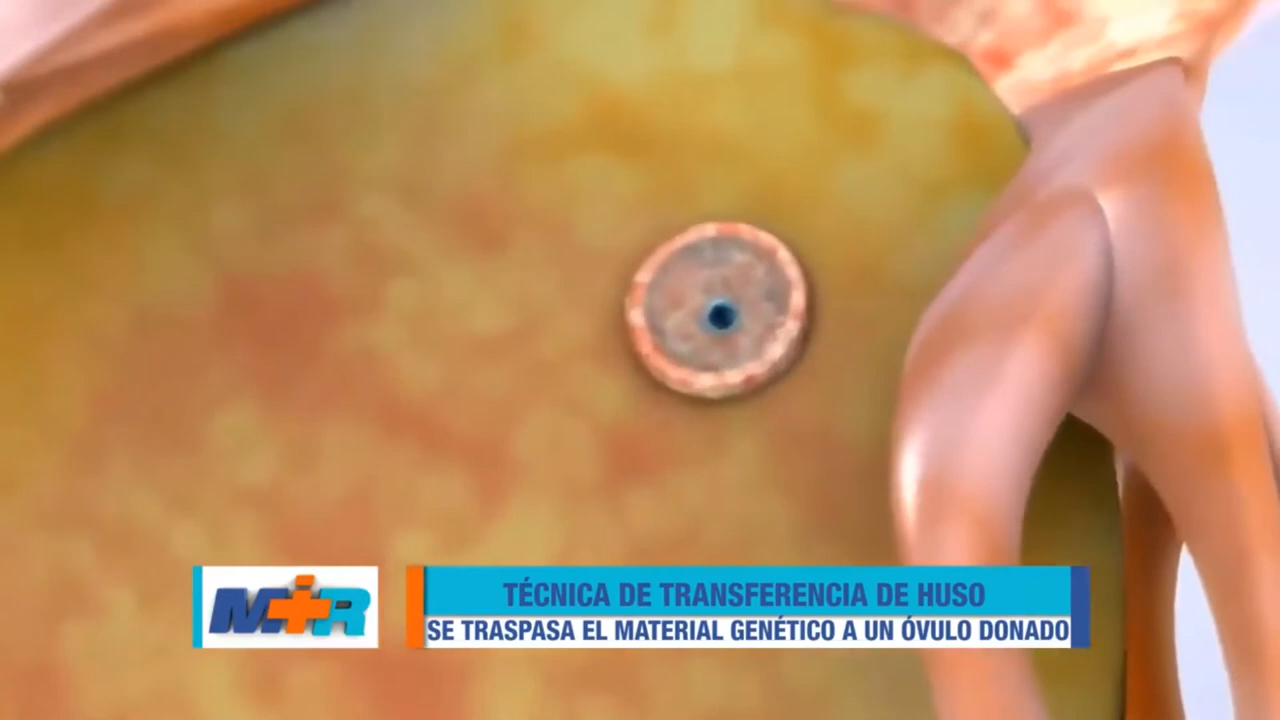 M+R
TÉCNICA DE TRANSFERENCIA DE HUSO
SE TRASPASA EL MATERIAL GENÉTICO A UN ÓVULO DONADO